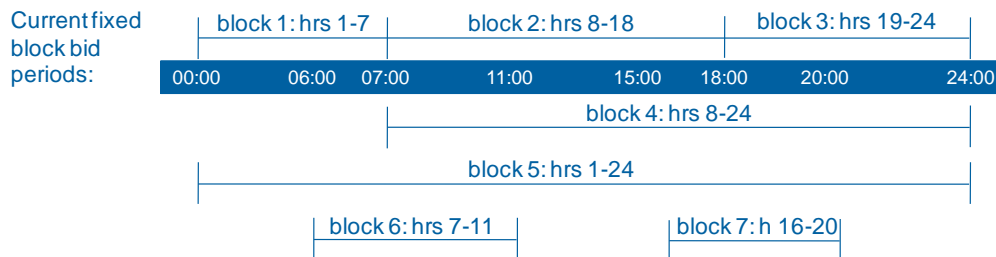 Current fixed
block bid
periods:
block 1: hrs 1-7
block 2: hrs 8-18
block 3: hrs 19-24
00:00 06:00 07:00 11:00 15:00 18:00 20:00 24:00
block 4: hrs 8-24
block 5: hrs 1-24
block 6: hrs 7-11
block 7: h 16-20